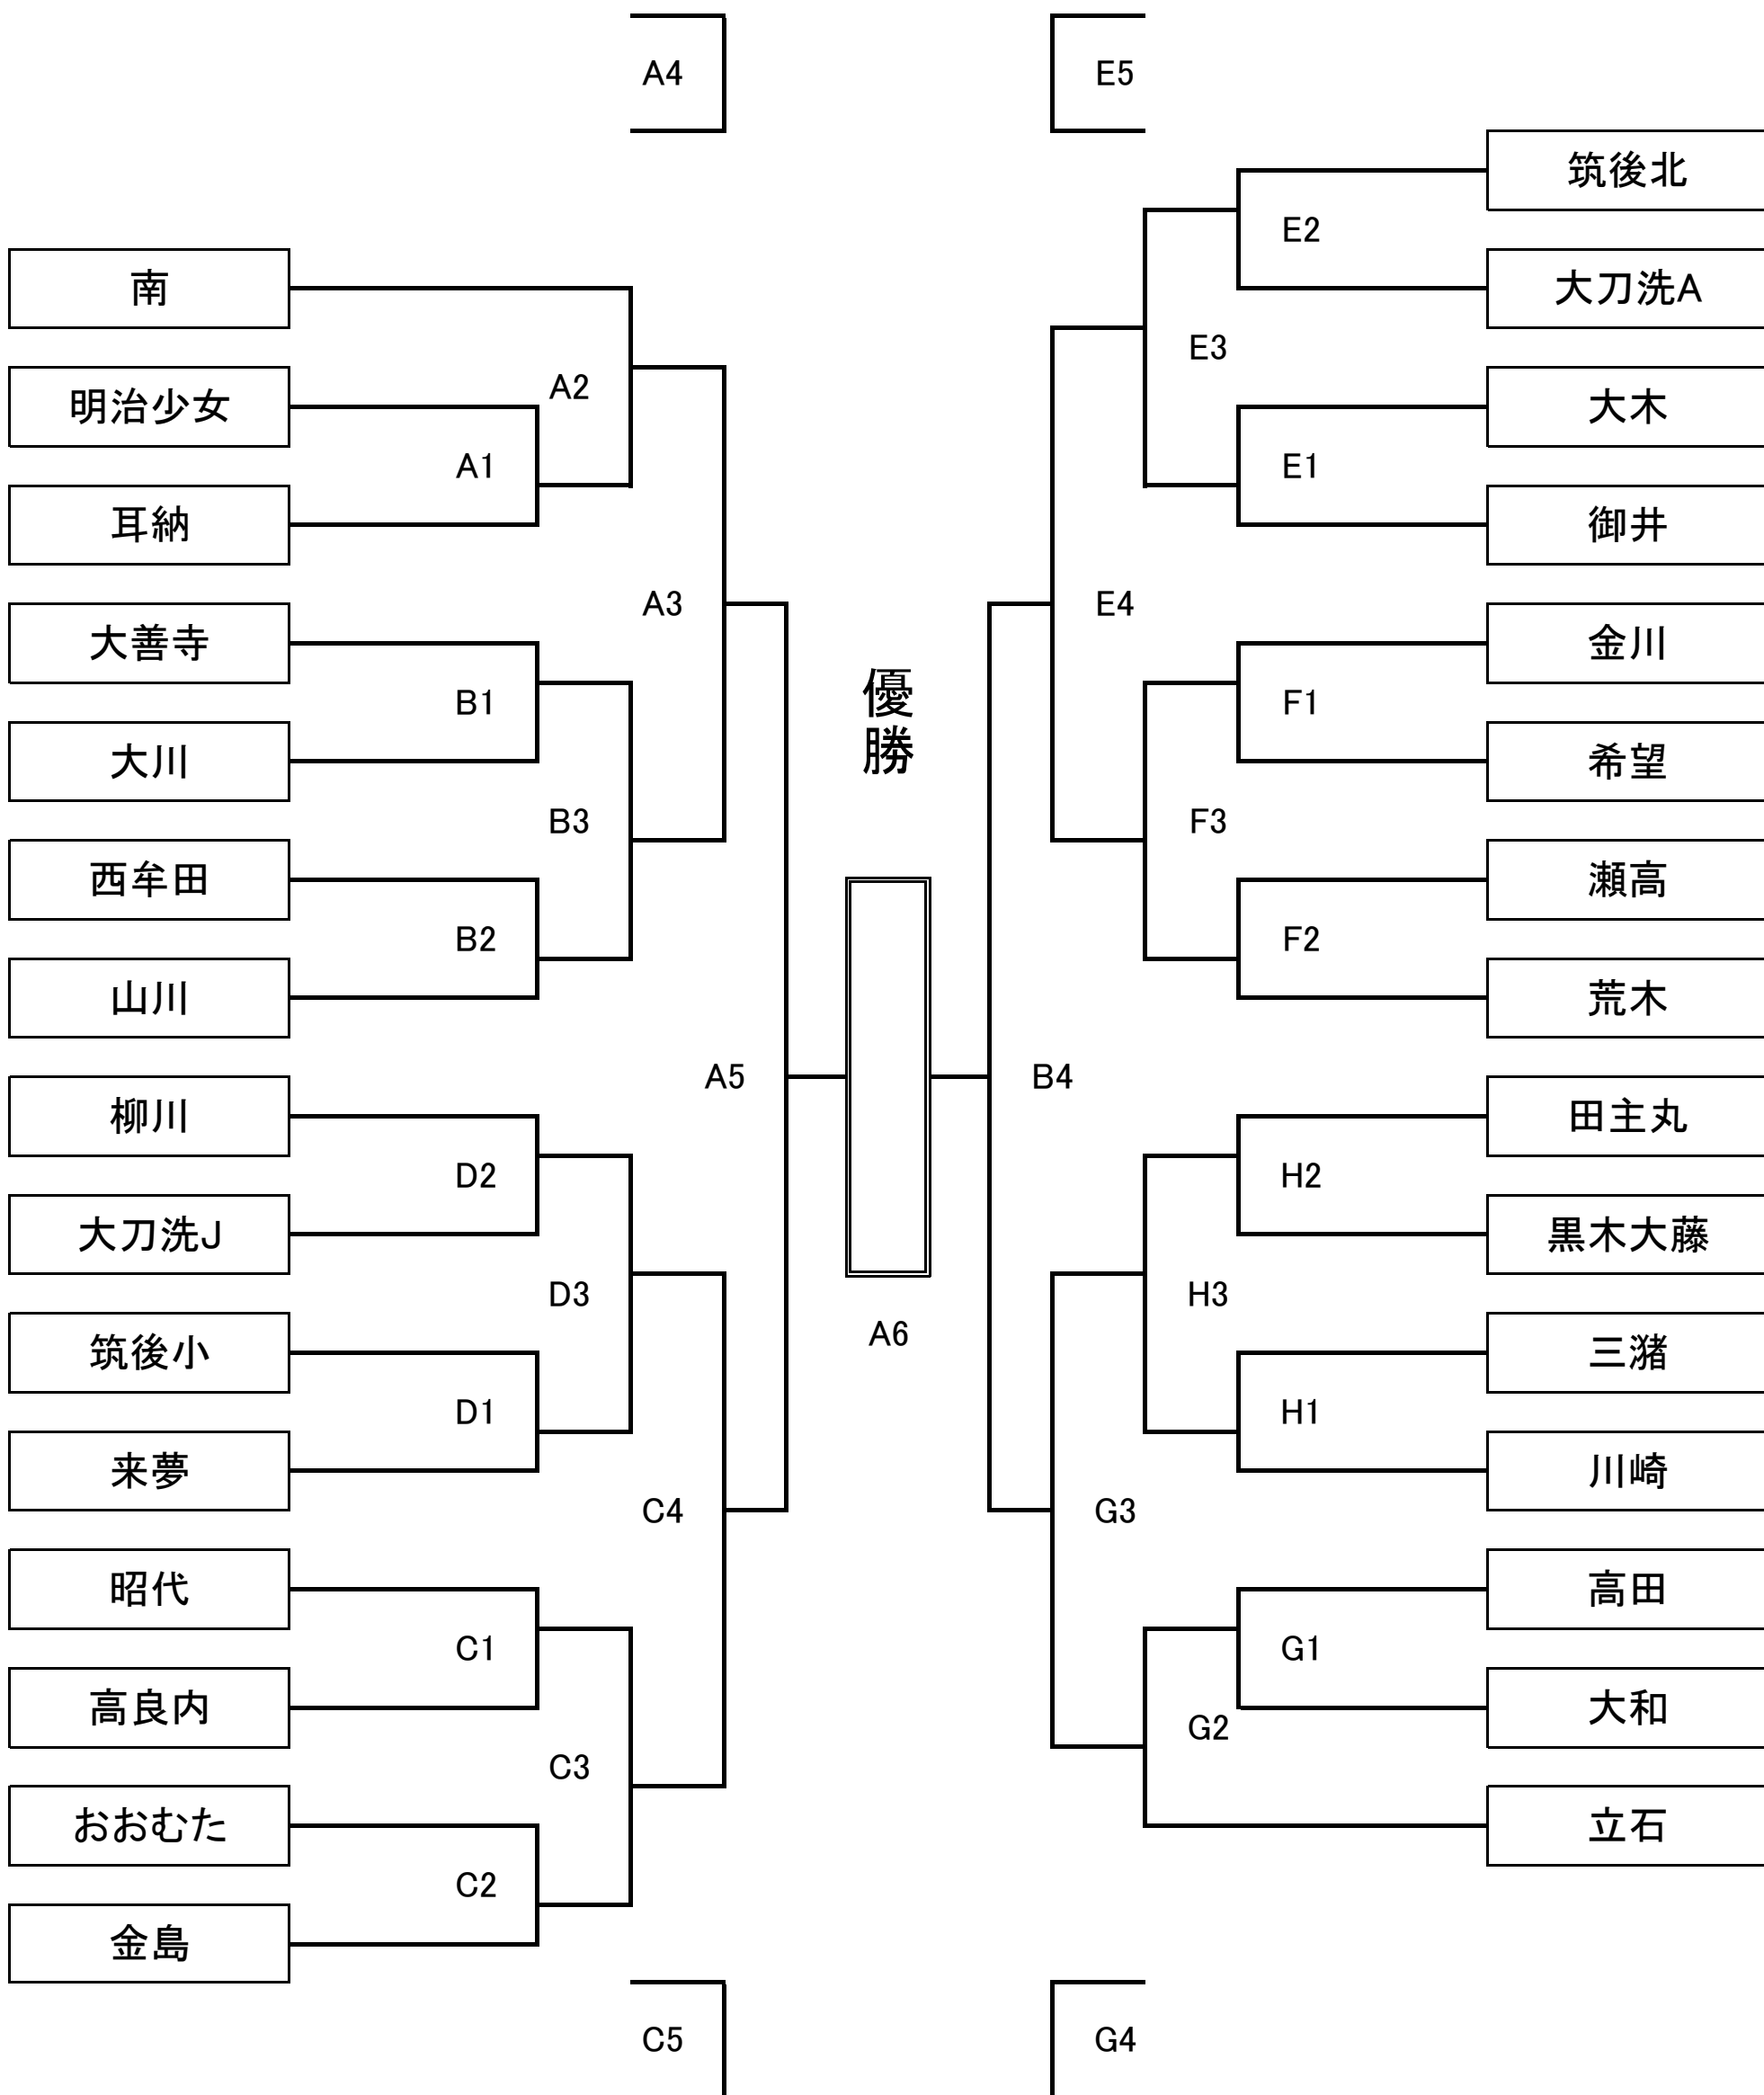 A4
E5
筑後北
E2
南
大刀洗A
E3
明治少女
A2
大木
A1
E1
耳納
御井
A3
E4
大善寺
金川
B1
優勝
F1
大川
希望
B3
F3
西牟田
瀬高
B2
F2
山川
荒木
A5
B4
柳川
田主丸
D2
H2
大刀洗J
黒木大藤
D3
H3
A6
筑後小
三潴
D1
H1
来夢
川崎
C4
G3
昭代
高田
C1
G1
高良内
大和
G2
C3
おおむた
立石
C2
金島
C5
G4